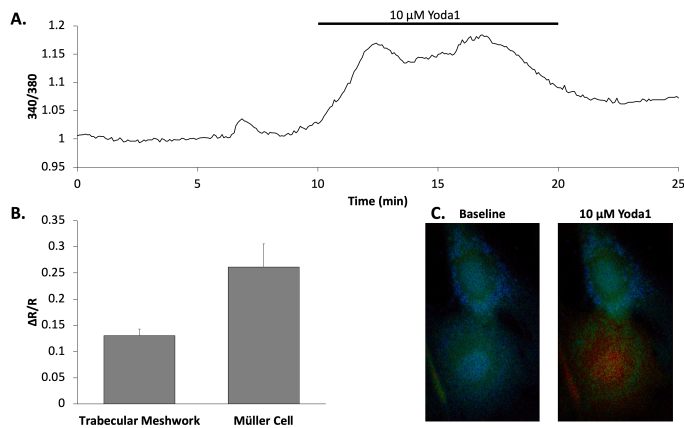 A.
10 µM Yoda1
1.2
1.15
1.1
1.05
1
0.95
340/380
0
5
10
15
20
25
Time (min)
B.
0.35
0.3
0.25
0.2
0.15
0.1
0.05
0
ΔR/R
Trabecular Meshwork
Müller Cell
C.
Baseline
10 µM Yoda1